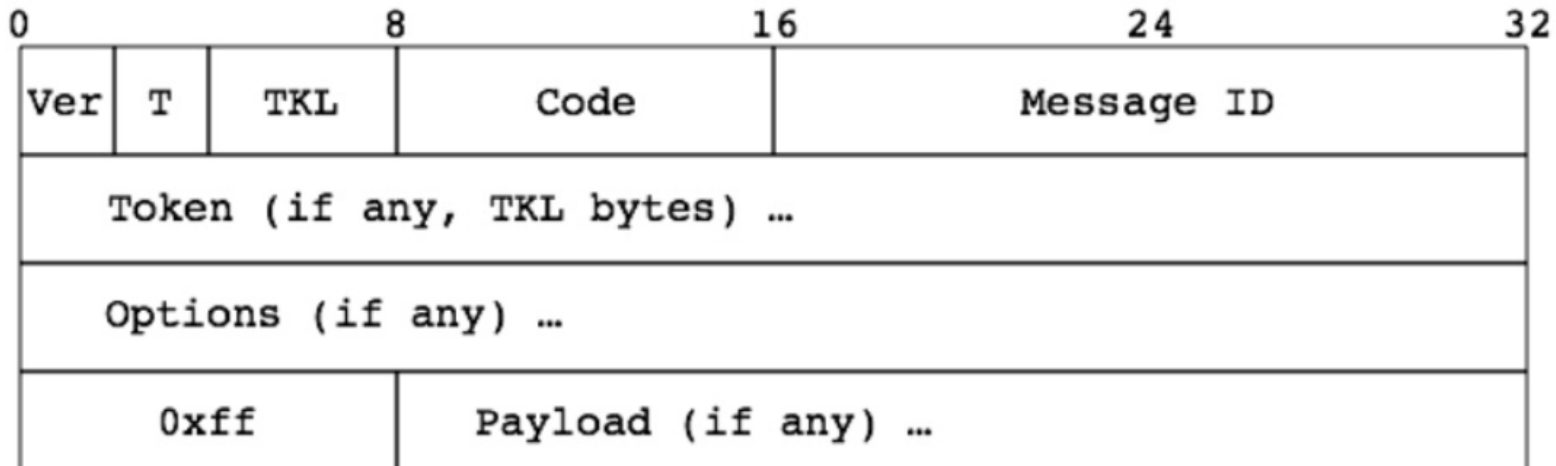 0 8 16 24 32
Ver T TKL Code Message ID
Token (if any, TKL bytes) …
Options (if any) …
0xff Payload (if any) …